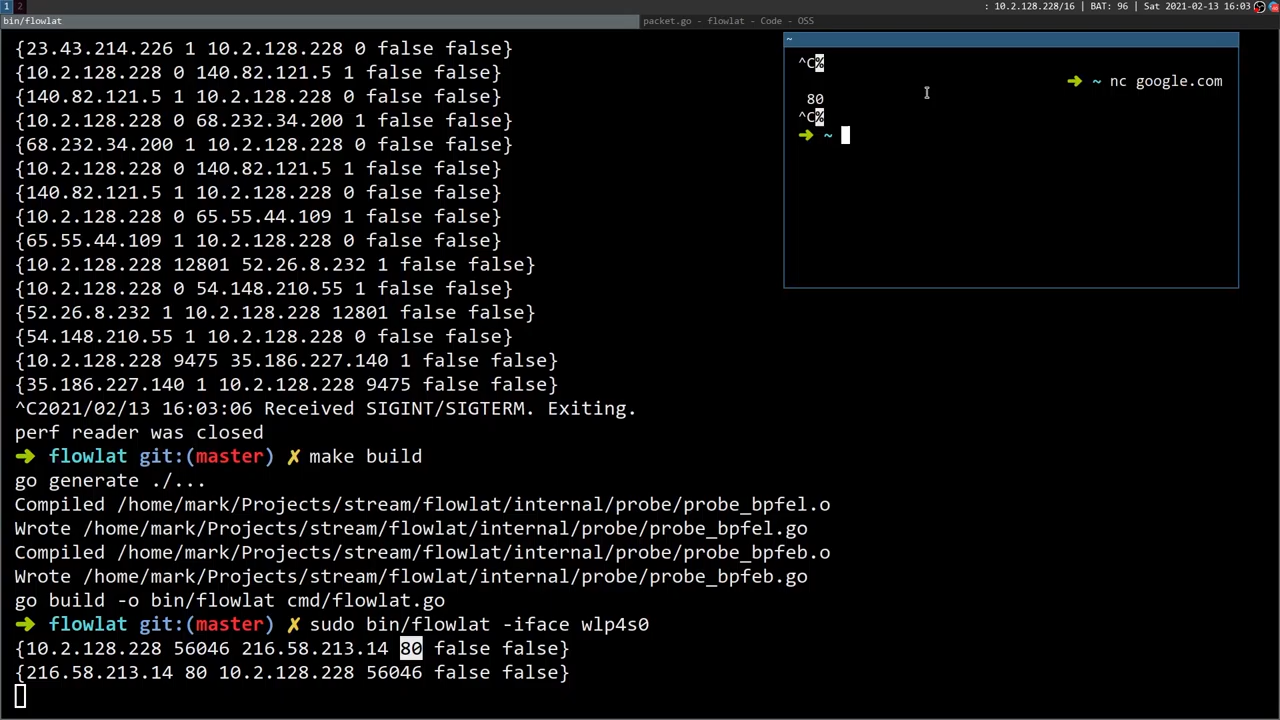 1 2
: 10.2.128.228/16 | BAT: 96 | Sat 2021-02-13 16:03
bin/flowlat
packet.go - flowlat - Code - OSS
{23.43.214.226 1 10.2.128.228 0 false false}
{10.2.128.228 0 140.82.121.5 1 false false}
{140.82.121.5 1 10.2.128.228 0 false false}
{10.2.128.228 0 68.232.34.200 1 false false}
{68.232.34.200 1 10.2.128.228 0 false false}
{10.2.128.228 0 140.82.121.5 1 false false}
{140.82.121.5 1 10.2.128.228 0 false false}
{10.2.128.228 0 65.55.44.109 1 false false}
{65.55.44.109 1 10.2.128.228 0 false false}
{10.2.128.228 12801 52.26.8.232 1 false false}
{10.2.128.228 0 54.148.210.55 1 false false}
{52.26.8.232 1 10.2.128.228 12801 false false}
{54.148.210.55 1 10.2.128.228 0 false false}
{10.2.128.228 9475 35.186.227.140 1 false false}
{35.186.227.140 1 10.2.128.228 9475 false false}
^C2021/02/13 16:03:06 Received SIGINT/SIGTERM. Exiting.
perf reader was closed
➜ flowlat git:(master) ✗ make build
go generate ./...
Compiled /home/mark/Projects/stream/flowlat/internal/probe/probe_bpfel.o
Wrote /home/mark/Projects/stream/flowlat/internal/probe/probe_bpfel.go
Compiled /home/mark/Projects/stream/flowlat/internal/probe/probe_bpfeb.o
Wrote /home/mark/Projects/stream/flowlat/internal/probe/probe_bpfeb.go
go build -o bin/flowlat cmd/flowlat.go
➜ flowlat git:(master) ✗ sudo bin/flowlat -iface wlp4s0
{10.2.128.228 56046 216.58.213.14 80 false false}
{216.58.213.14 80 10.2.128.228 56046 false false}
~
^C%
➜ ~ nc google.com
80
^C%
➜ ~